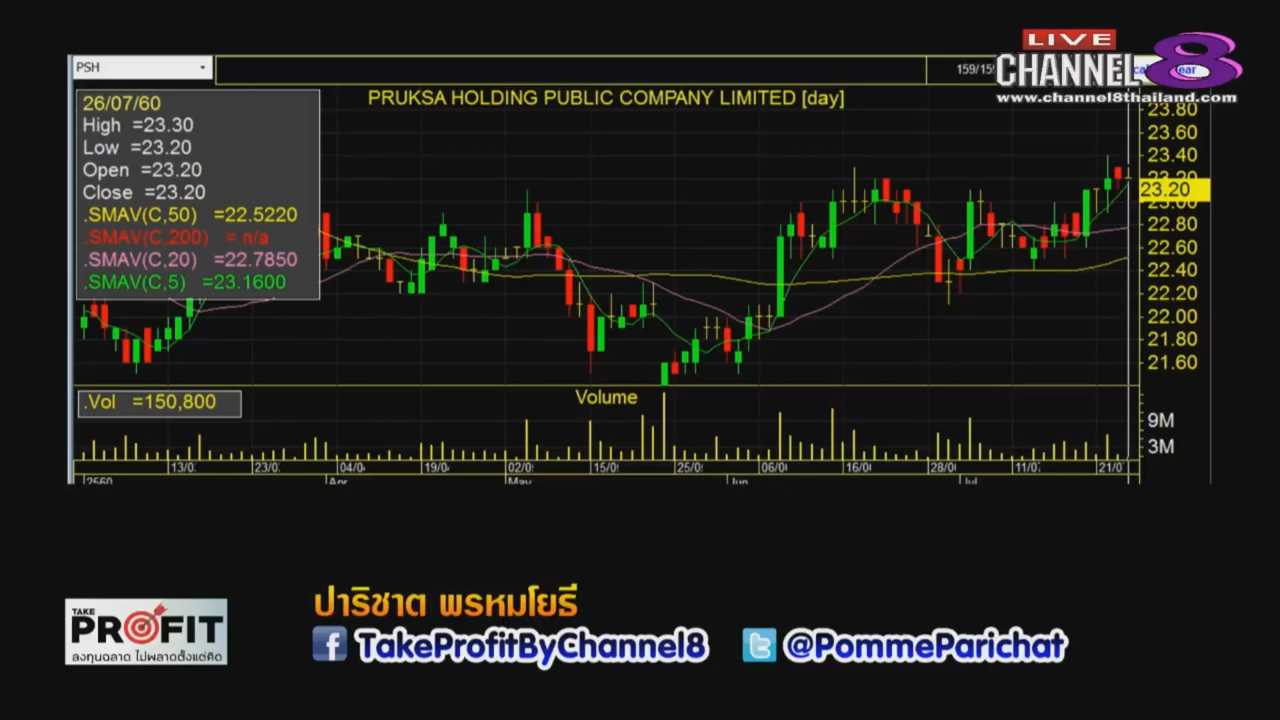 LIVE
PSH
159/159
CHANNEL 8
www.channel8thailand.com
PRUKSA HOLDING PUBLIC COMPANY LIMITED [day]
26/07/60
High =23.30
Low =23.20
Open =23.20
Close =23.20
.SMAV(C,50) =22.5220
.SMAV(C,200) = n/a
.SMAV(C,20) =22.7850
.SMAV(C,5) =23.1600
23.80
23.60
23.40
23.20
23.20
23.00
22.80
22.60
22.40
22.20
22.00
21.80
21.60
.Vol =150,800
Volume
9M
3M
13/0
23/0
04/0
19/0
02/0
15/0
25/0
06/0
16/0
28/0
11/0
21/0
2560 Apr May Jun Jul
ปาริชาต พรหมโยธี
TAKE
PROFIT
ลงทุนฉลาด ไม่พลาดตั้งแต่คิด
TakeProfitByChannel8 @PommeParichat